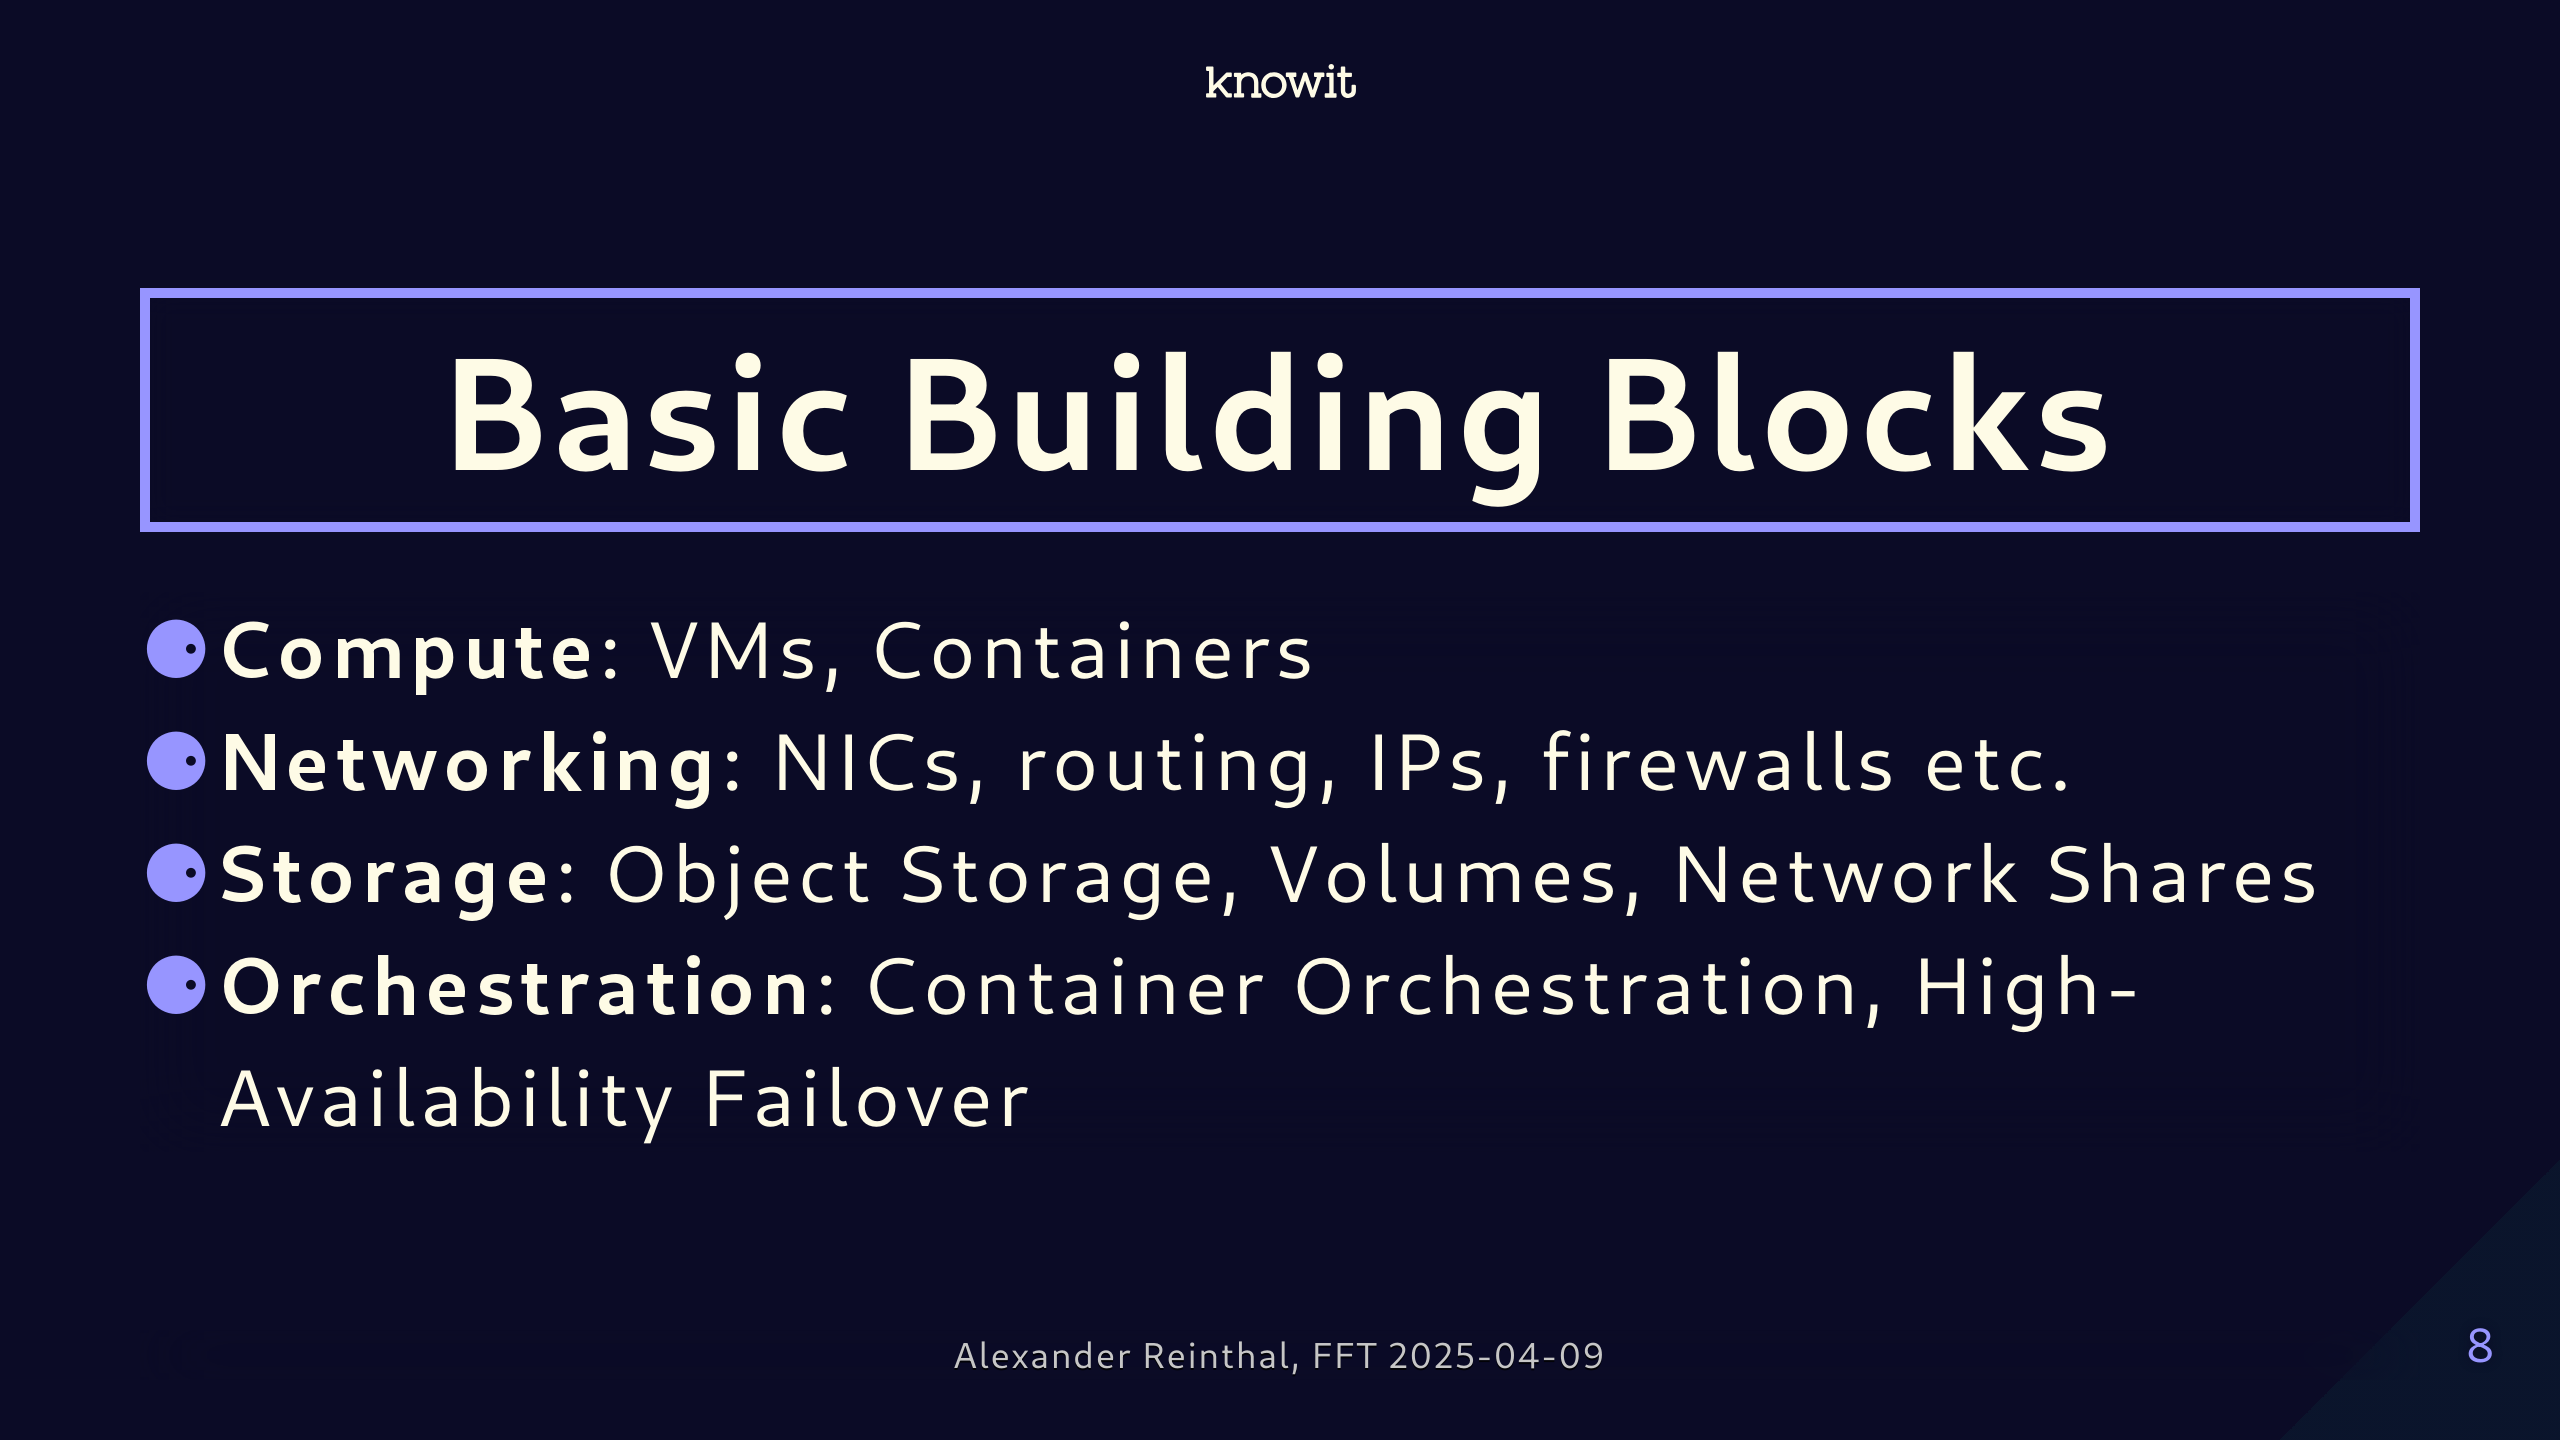 knowit
Basic Building Blocks
Compute: VMs, Containers
Networking: NICs, routing, IPs, firewalls etc.
Storage: Object Storage, Volumes, Network Shares
Orchestration: Container Orchestration, High-
Availability Failover
Alexander Reinthal, FFT 2025-04-09
8